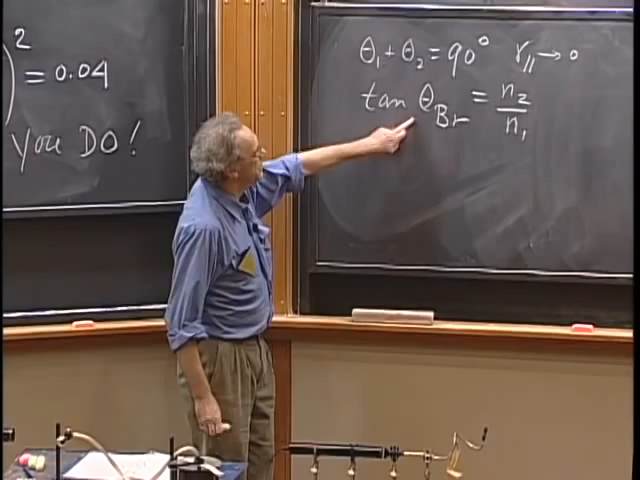 )² = 0.04
you DO!
θ₁ + θ₂ = 90° r∥ → 0
tan θBr = n₂/n₁